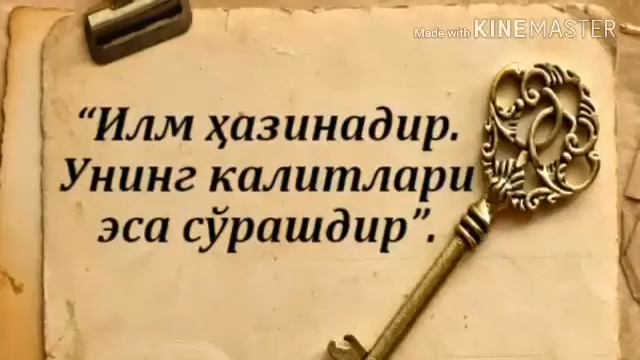 Made with KINEMASTER
“Илм ҳазинадир.
Унинг калитлари
эса сўрашдир”.